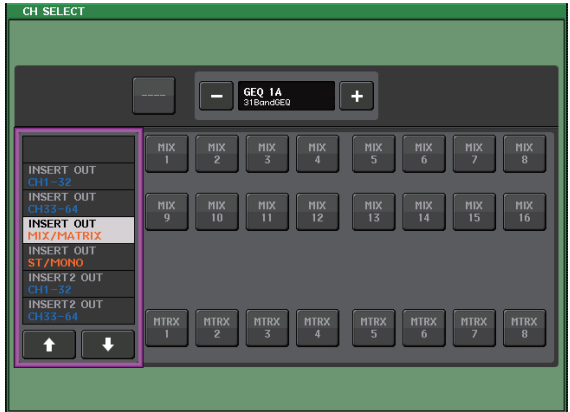 CH SELECT
----
−
GEQ 1A
31BandGEQ
+
INSERT OUT
CH1-32
INSERT OUT
CH33-64
INSERT OUT
MIX/MATRIX
INSERT OUT
ST/MONO
INSERT2 OUT
CH1-32
INSERT2 OUT
CH33-64
MIX 1
MIX 2
MIX 3
MIX 4
MIX 5
MIX 6
MIX 7
MIX 8
MIX 9
MIX 10
MIX 11
MIX 12
MIX 13
MIX 14
MIX 15
MIX 16
MTRX 1
MTRX 2
MTRX 3
MTRX 4
MTRX 5
MTRX 6
MTRX 7
MTRX 8